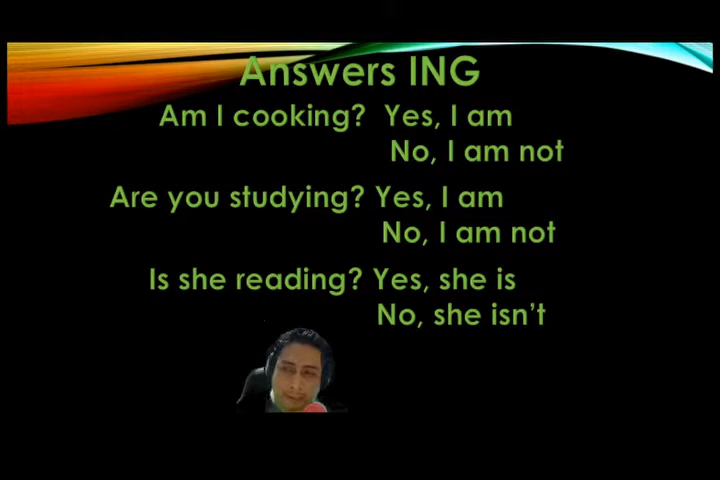 Answers ING
Am I cooking? Yes, I am
No, I am not
Are you studying? Yes, I am
No, I am not
Is she reading? Yes, she is
No, she isn't